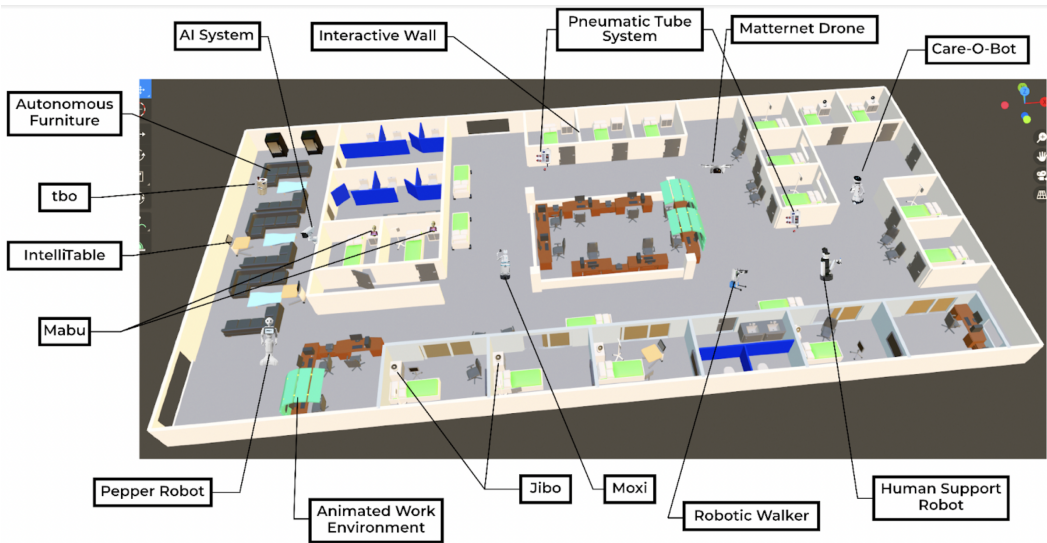 Pneumatic Tube
System
Matternet Drone
AI System
Interactive Wall
Care-O-Bot
Autonomous
Furniture
tbo
IntelliTable
Mabu
Pepper Robot
Animated Work
Environment
Jibo
Moxi
Robotic Walker
Human Support
Robot